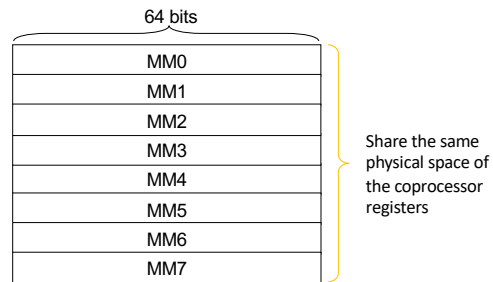 64 bits
MM0
MM1
MM2
MM3
MM4
MM5
MM6
MM7
Share the same
physical space of
the coprocessor
registers